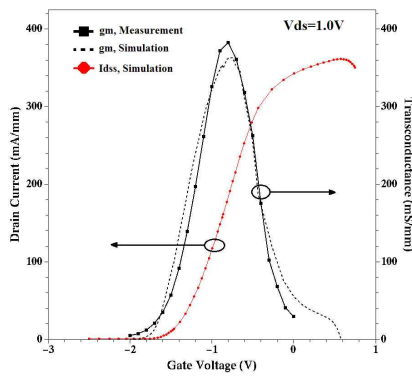 gm, Measurement
gm, Simulation
Idss, Simulation
Vds=1.0V
400
300
200
100
0
400
300
200
100
0
Drain Current (mA/mm)
Transconductance (mS/mm)
-3
-2
-1
0
1
Gate Voltage (V)